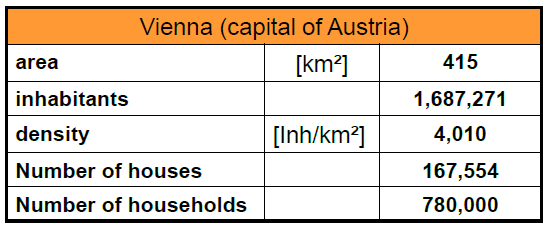 Vienna (capital of Austria)
area [km²] 415
inhabitants 1,687,271
density [Inh/km²] 4,010
Number of houses 167,554
Number of households 780,000